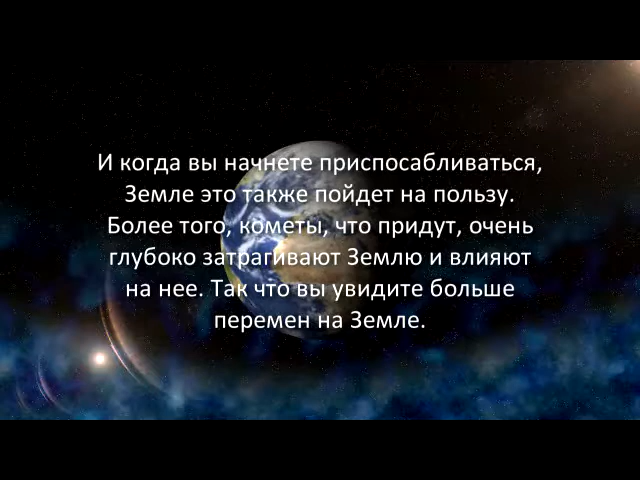 И когда вы начнете приспосабливаться,
Земле это также пойдет на пользу.
Более того, кометы, что придут, очень
глубоко затрагивают Землю и влияют
на нее. Так что вы увидите больше
перемен на Земле.